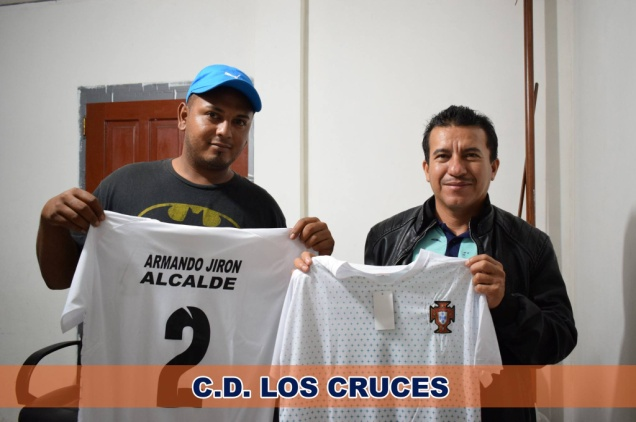 ARMANDO JIRON
ALCALDE
2
C.D. LOS CRUCES